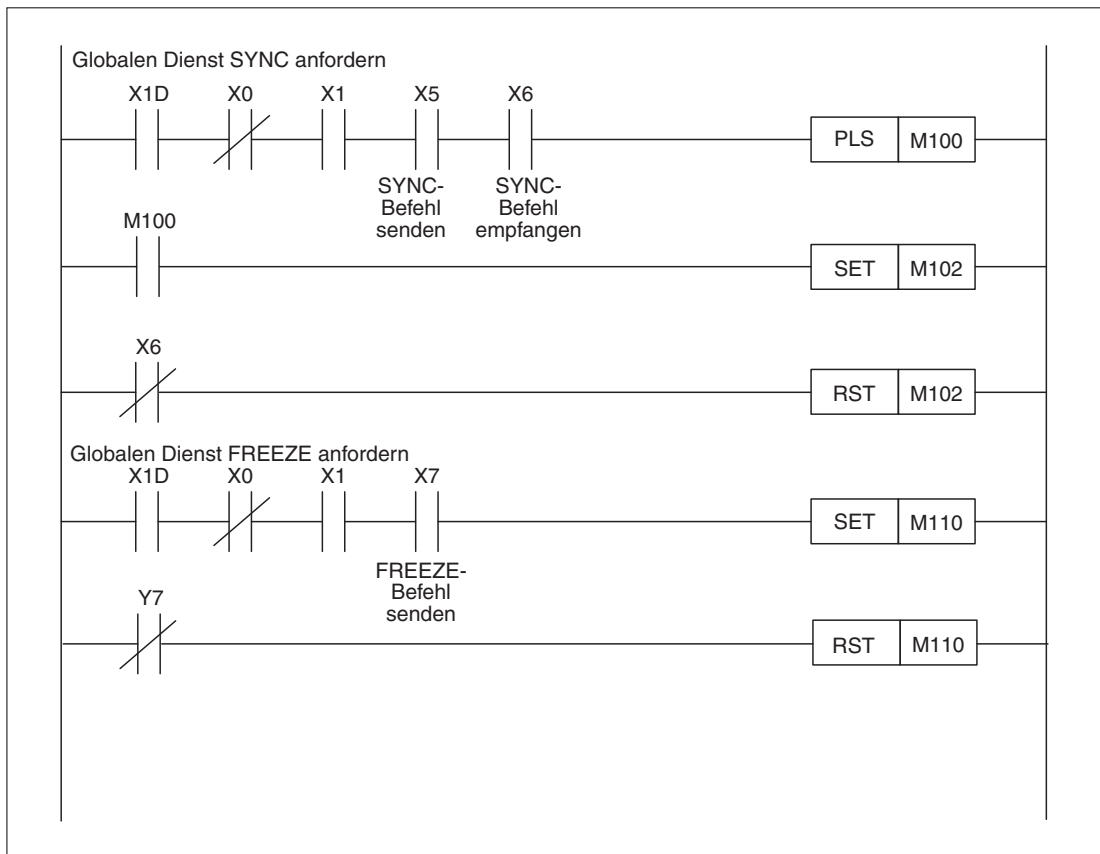 Globalen Dienst SYNC anfordern
X1D X0 X1 X5 X6
PLS M100
SYNC-
Befehl
senden
SYNC-
Befehl
empfangen
M100
SET M102
X6
RST M102
Globalen Dienst FREEZE anfordern
X1D X0 X1 X7
SET M110
FREEZE-
Befehl
senden
Y7
RST M110